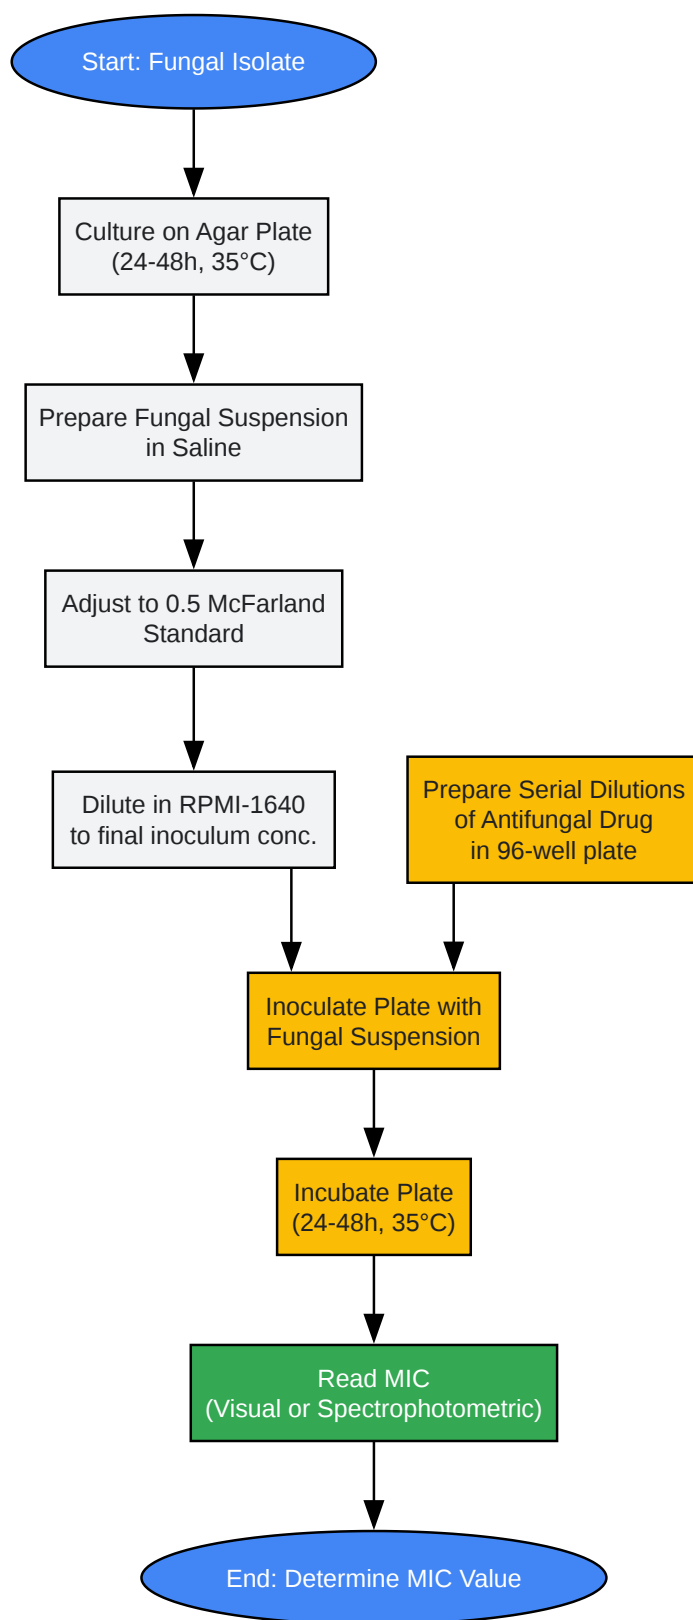 Start: Fungal Isolate
Culture on Agar Plate
(24-48h, 35°C)
Prepare Fungal Suspension
in Saline
Adjust to 0.5 McFarland
Standard
Dilute in RPMI-1640
to final inoculum conc.
Prepare Serial Dilutions
of Antifungal Drug
in 96-well plate
Inoculate Plate with
Fungal Suspension
Incubate Plate
(24-48h, 35°C)
Read MIC
(Visual or Spectrophotometric)
End: Determine MIC Value